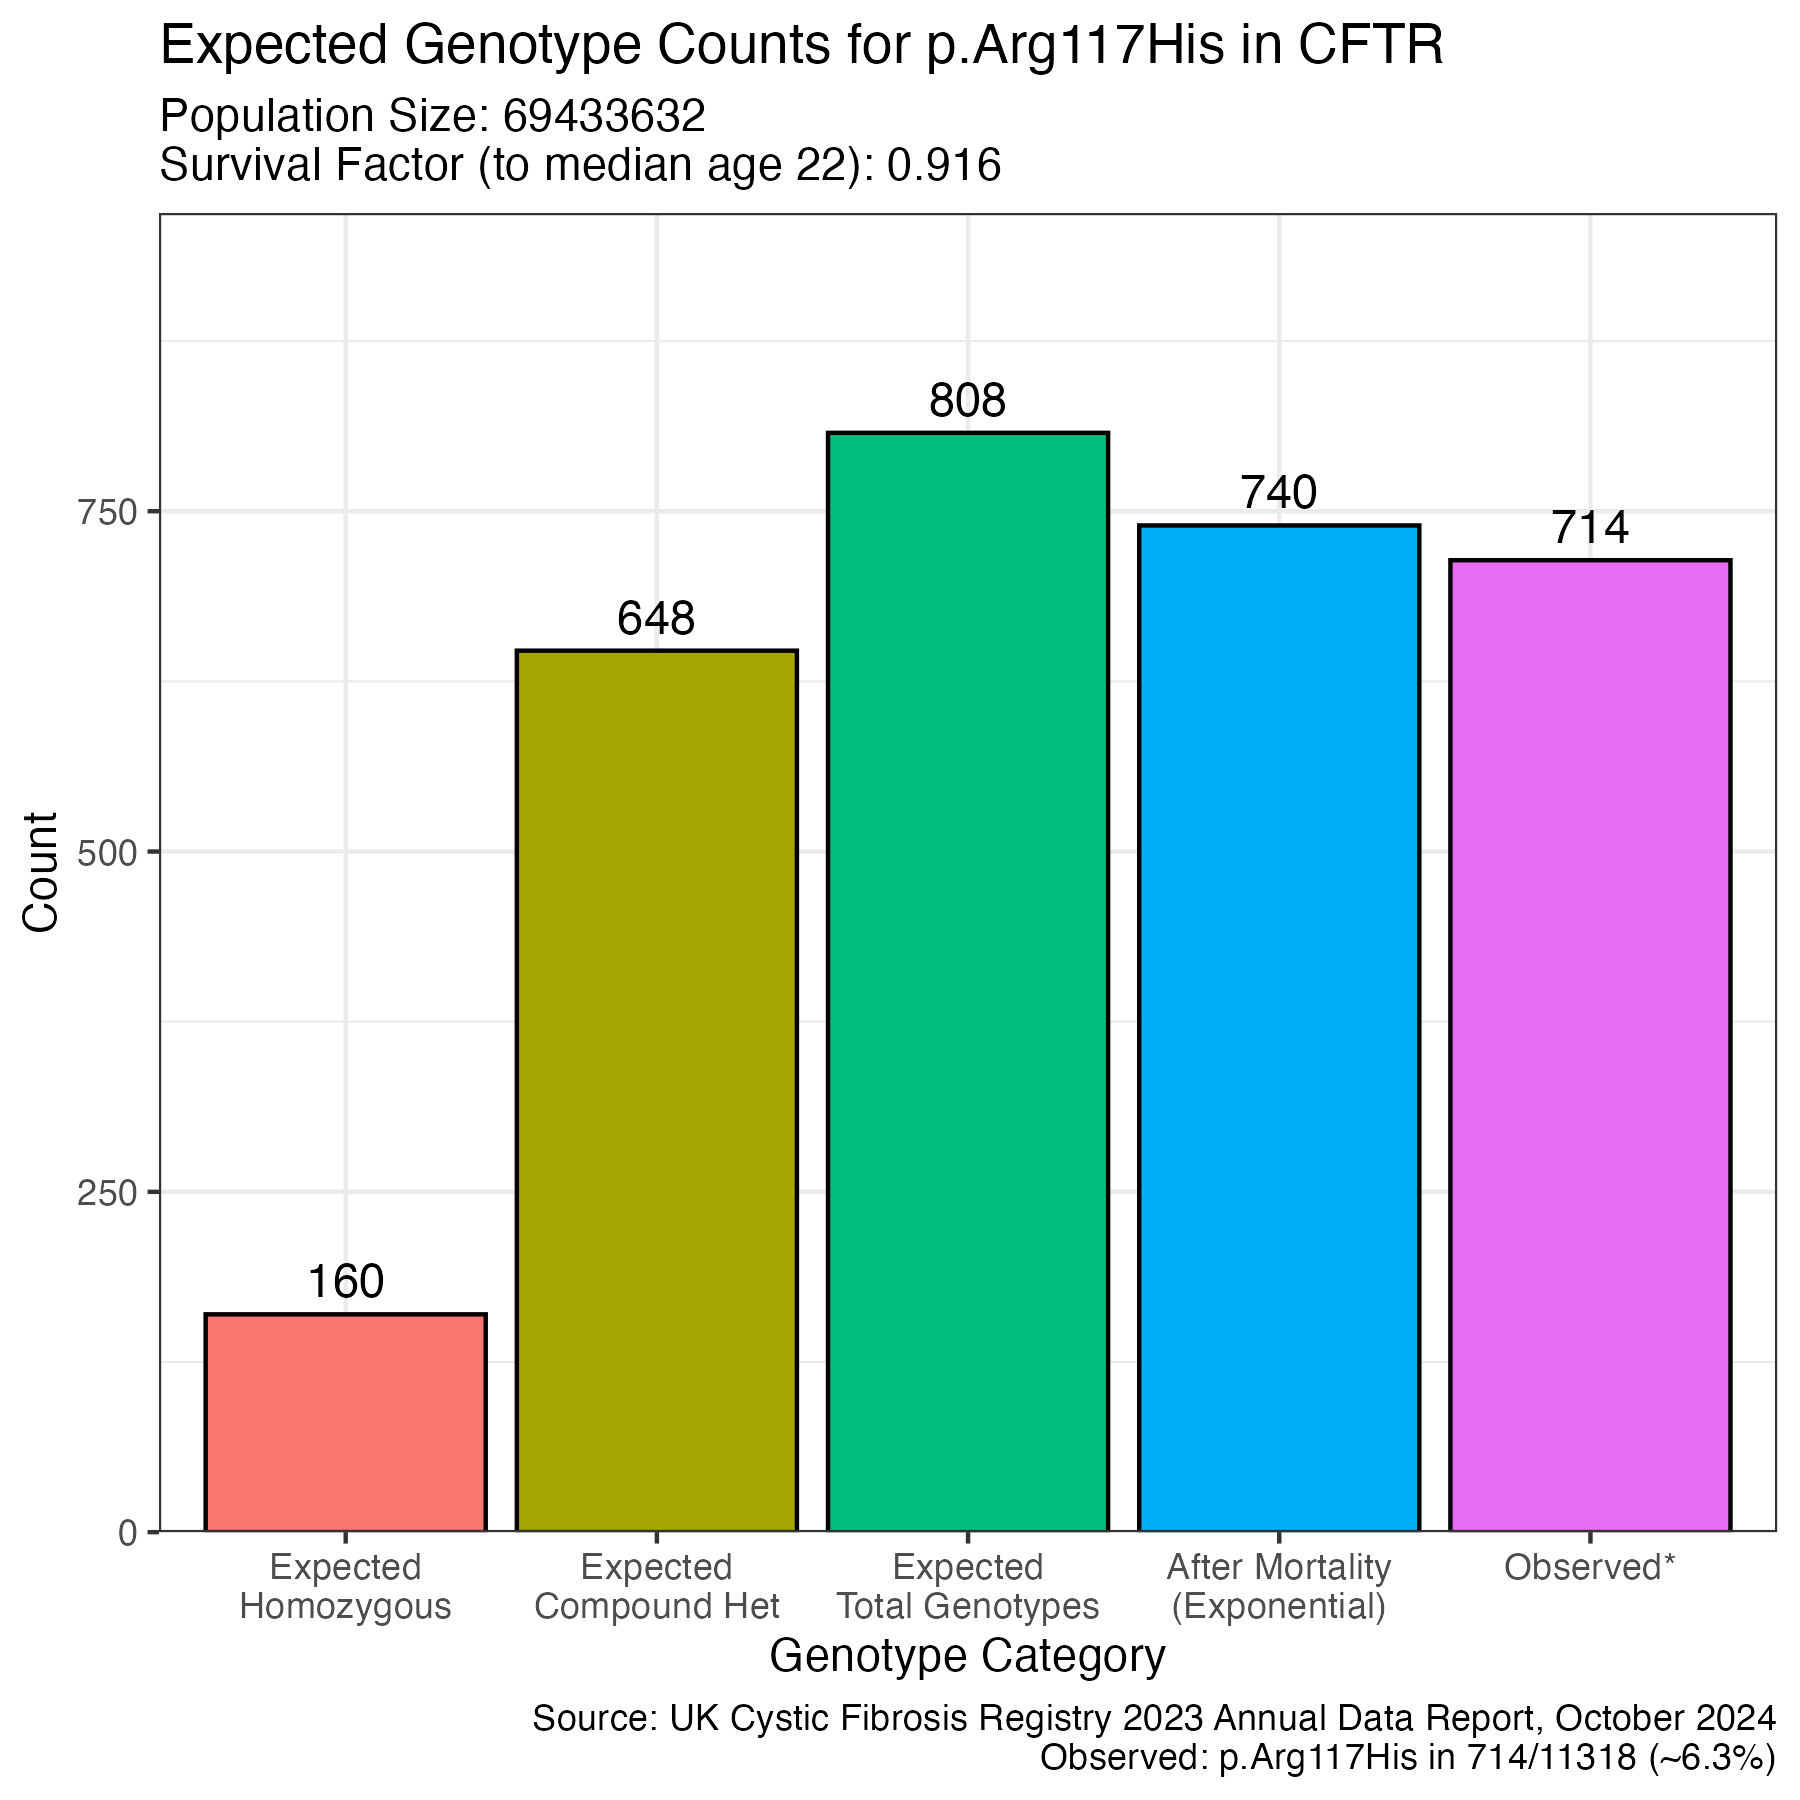 Expected Genotype Counts for p.Arg117His in CFTR
Population Size: 69433632
Survival Factor (to median age 22): 0.916
Count
750
500
250
0
160
648
808
740
714
Expected
Homozygous
Expected
Compound Het
Expected
Total Genotypes
After Mortality
(Exponential)
Observed*
Genotype Category
Source: UK Cystic Fibrosis Registry 2023 Annual Data Report, October 2024
Observed: p.Arg117His in 714/11318 (~6.3%)